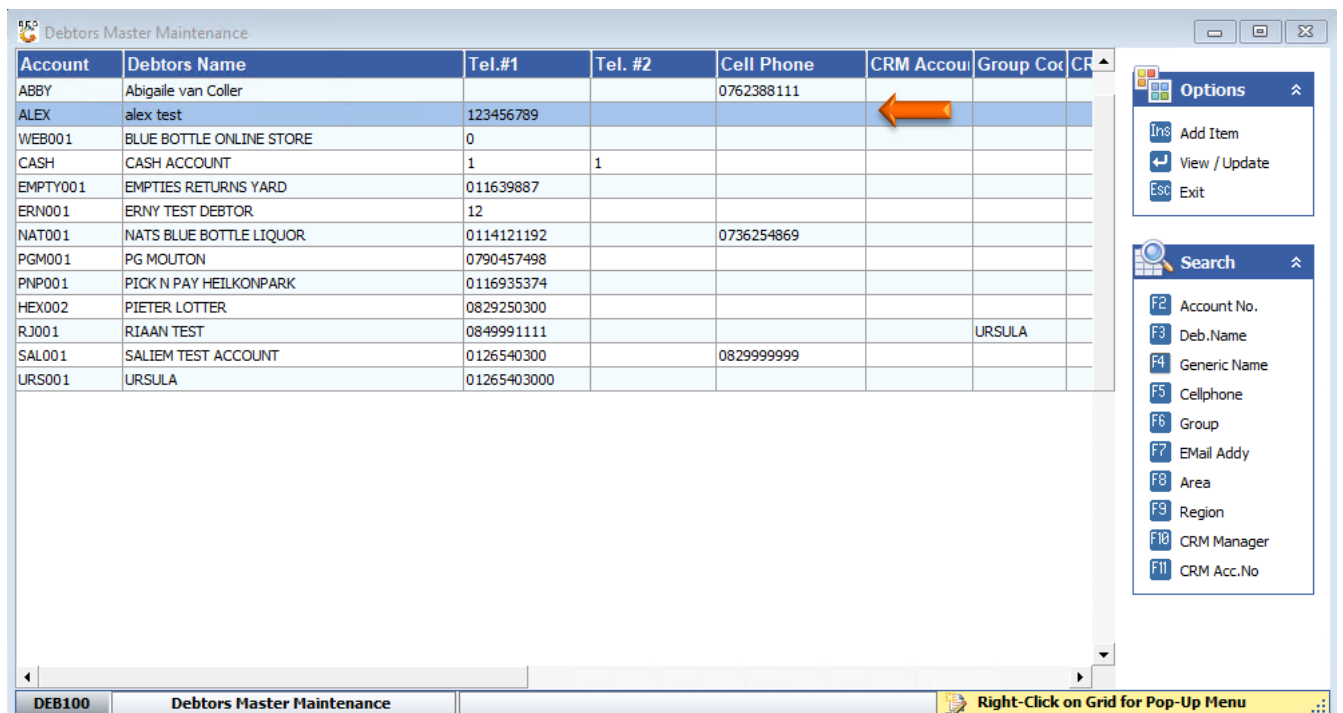 Debtors Master Maintenance
Account Debtors Name Tel.#1 Tel. #2 Cell Phone CRM Accou Group Cod CR
ABBY Abigaile van Coller 0762388111
ALEX alex test 123456789
WEB001 BLUE BOTTLE ONLINE STORE 0
CASH CASH ACCOUNT 1 1
EMPTY001 EMPTIES RETURNS YARD 011639887
ERN001 ERNY TEST DEBTOR 12
NAT001 NATS BLUE BOTTLE LIQUOR 0114121192 0736254869
PGM001 PG MOUTON 0790457498
PNP001 PICK N PAY HEILKONPARK 0116935374
HEX002 PIETER LOTTER 0829250300
RJ001 RIAAN TEST 0849991111 URSULA
SAL001 SALIEM TEST ACCOUNT 0126540300 0829999999
URS001 URSULA 01265403000
Options
Ins Add Item
View / Update
Esc Exit
Search
F2 Account No.
F3 Deb.Name
F4 Generic Name
F5 Cellphone
F6 Group
F7 EMail Addy
F8 Area
F9 Region
F10 CRM Manager
F11 CRM Acc.No
DEB100 Debtors Master Maintenance Right-Click on Grid for Pop-Up Menu